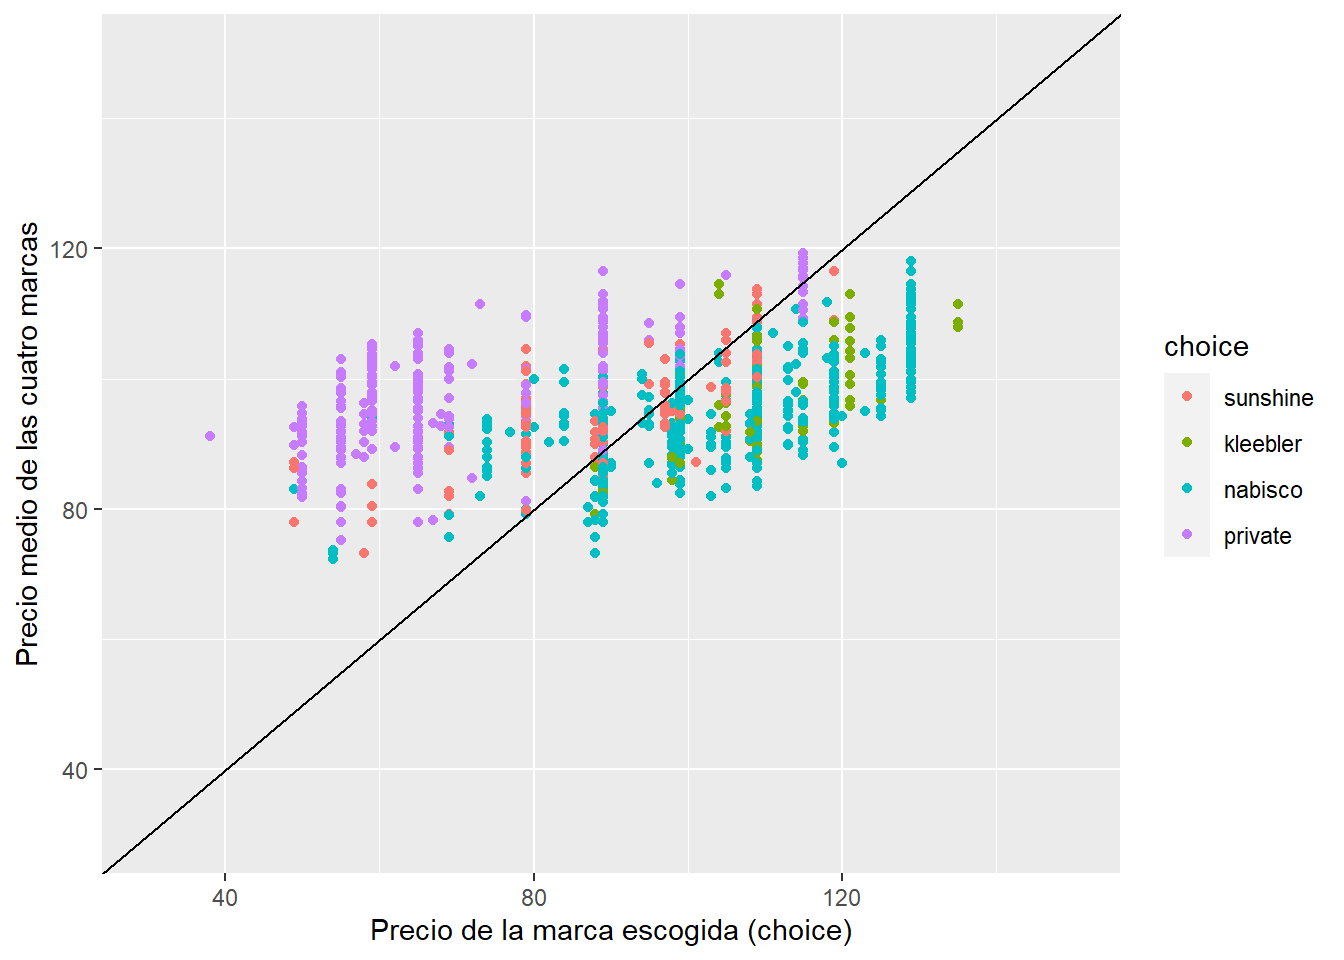 Precio medio de las cuatro marcas
120
80
40
40
80
120
Precio de la marca escogida (choice)
choice
sunshine
kleebler
nabisco
private